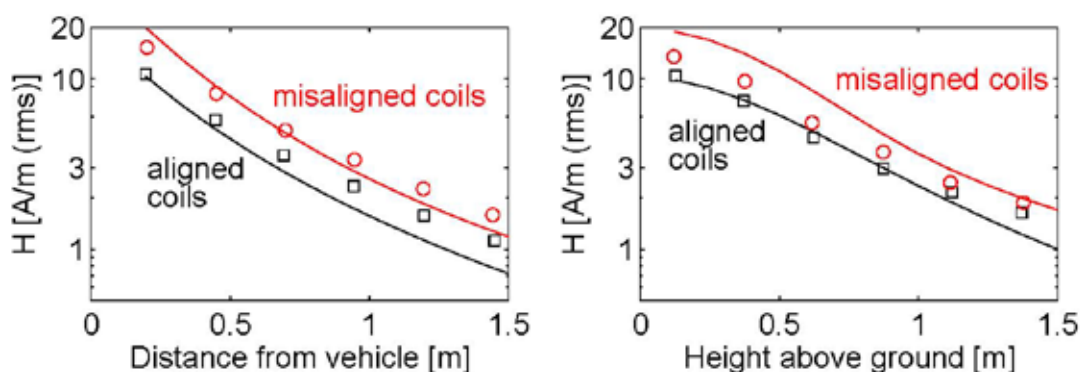 20
10
3
1
H [A/m (rms)]
misaligned coils
aligned
coils
0
0.5
1
1.5
Distance from vehicle [m]
20
10
3
1
H [A/m (rms)]
misaligned coils
aligned
coils
0
0.5
1
1.5
Height above ground [m]